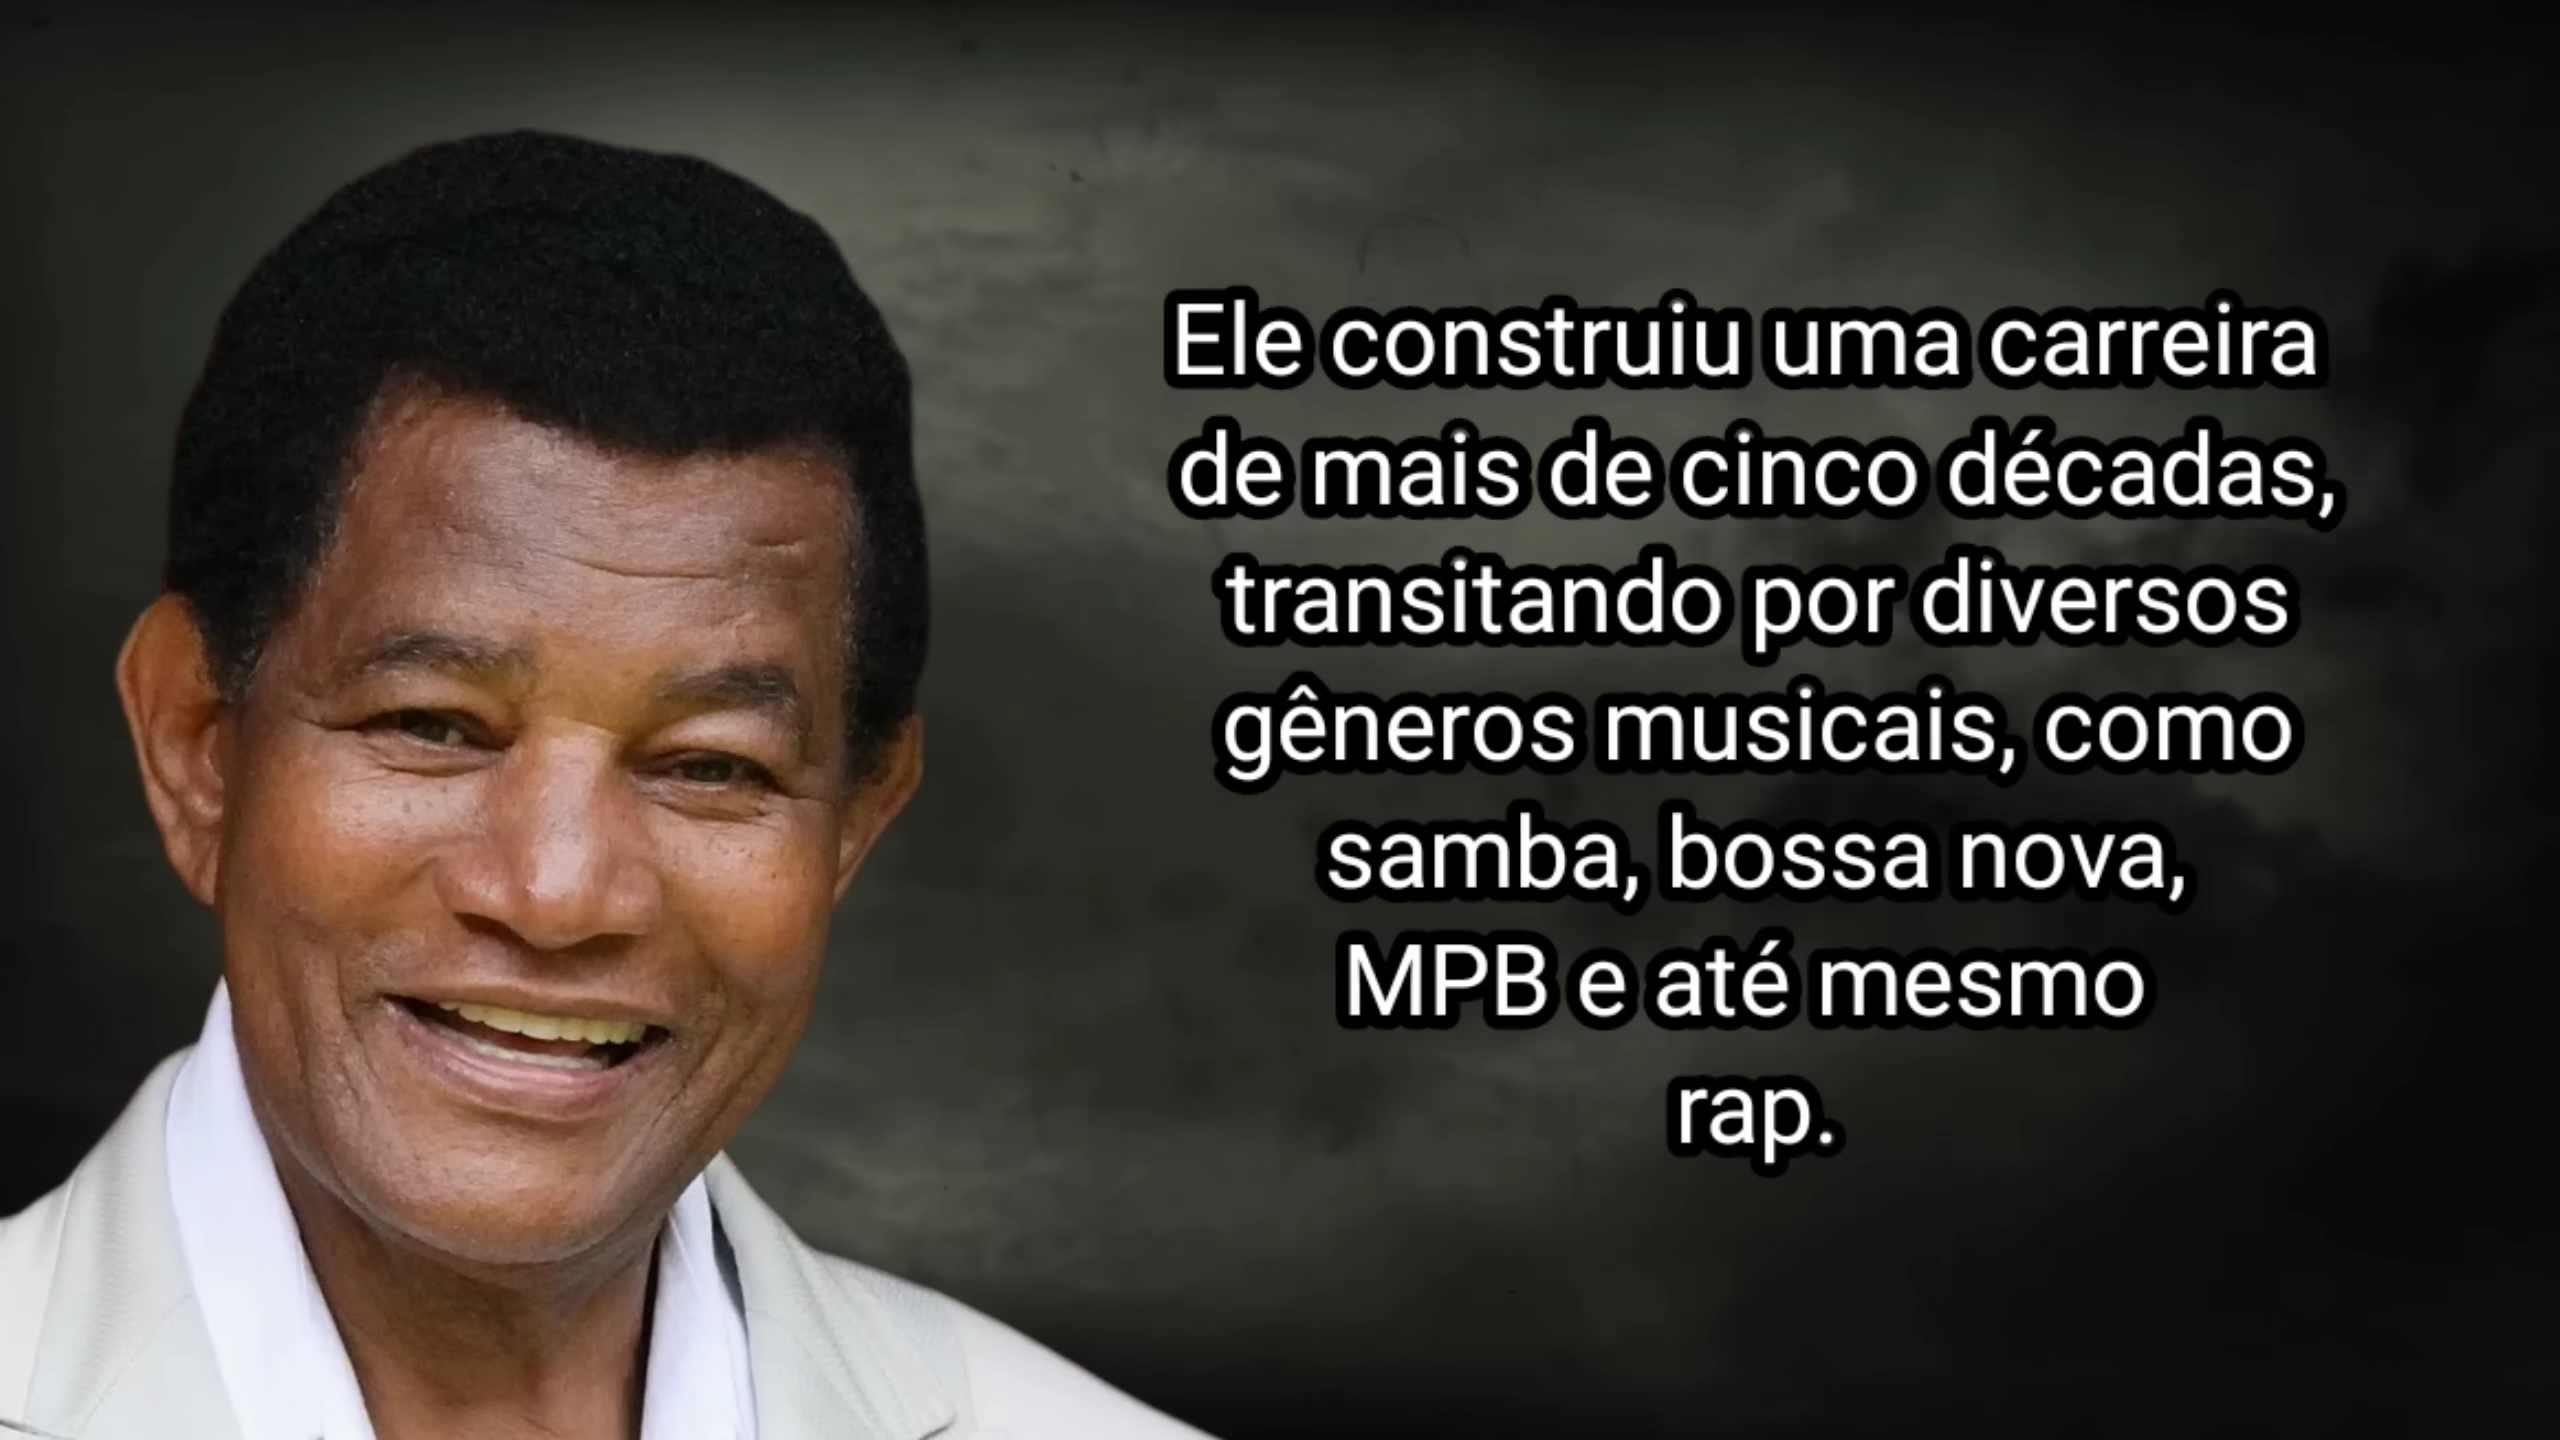 Ele construiu uma carreira
de mais de cinco décadas,
transitando por diversos
gêneros musicais, como
samba, bossa nova,
MPB e até mesmo
rap.